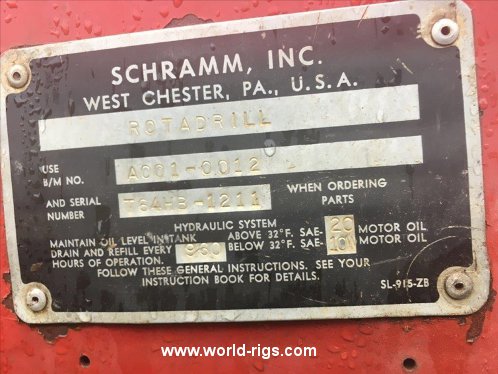 SCHRAMM, INC.
WEST CHESTER, PA., U.S.A.
ROTADRILL
USE
B/M NO. A001-0012
AND SERIAL NUMBER T64HB-1211 WHEN ORDERING PARTS
HYDRAULIC SYSTEM
MAINTAIN OIL LEVEL IN TANK ABOVE 32°F. SAE-20 MOTOR OIL
DRAIN AND REFILL EVERY 960 BELOW 32°F. SAE-10W MOTOR OIL
HOURS OF OPERATION.
FOLLOW THESE GENERAL INSTRUCTIONS. SEE YOUR
INSTRUCTION BOOK FOR DETAILS.
SL-915-ZB
www.world-rigs.com